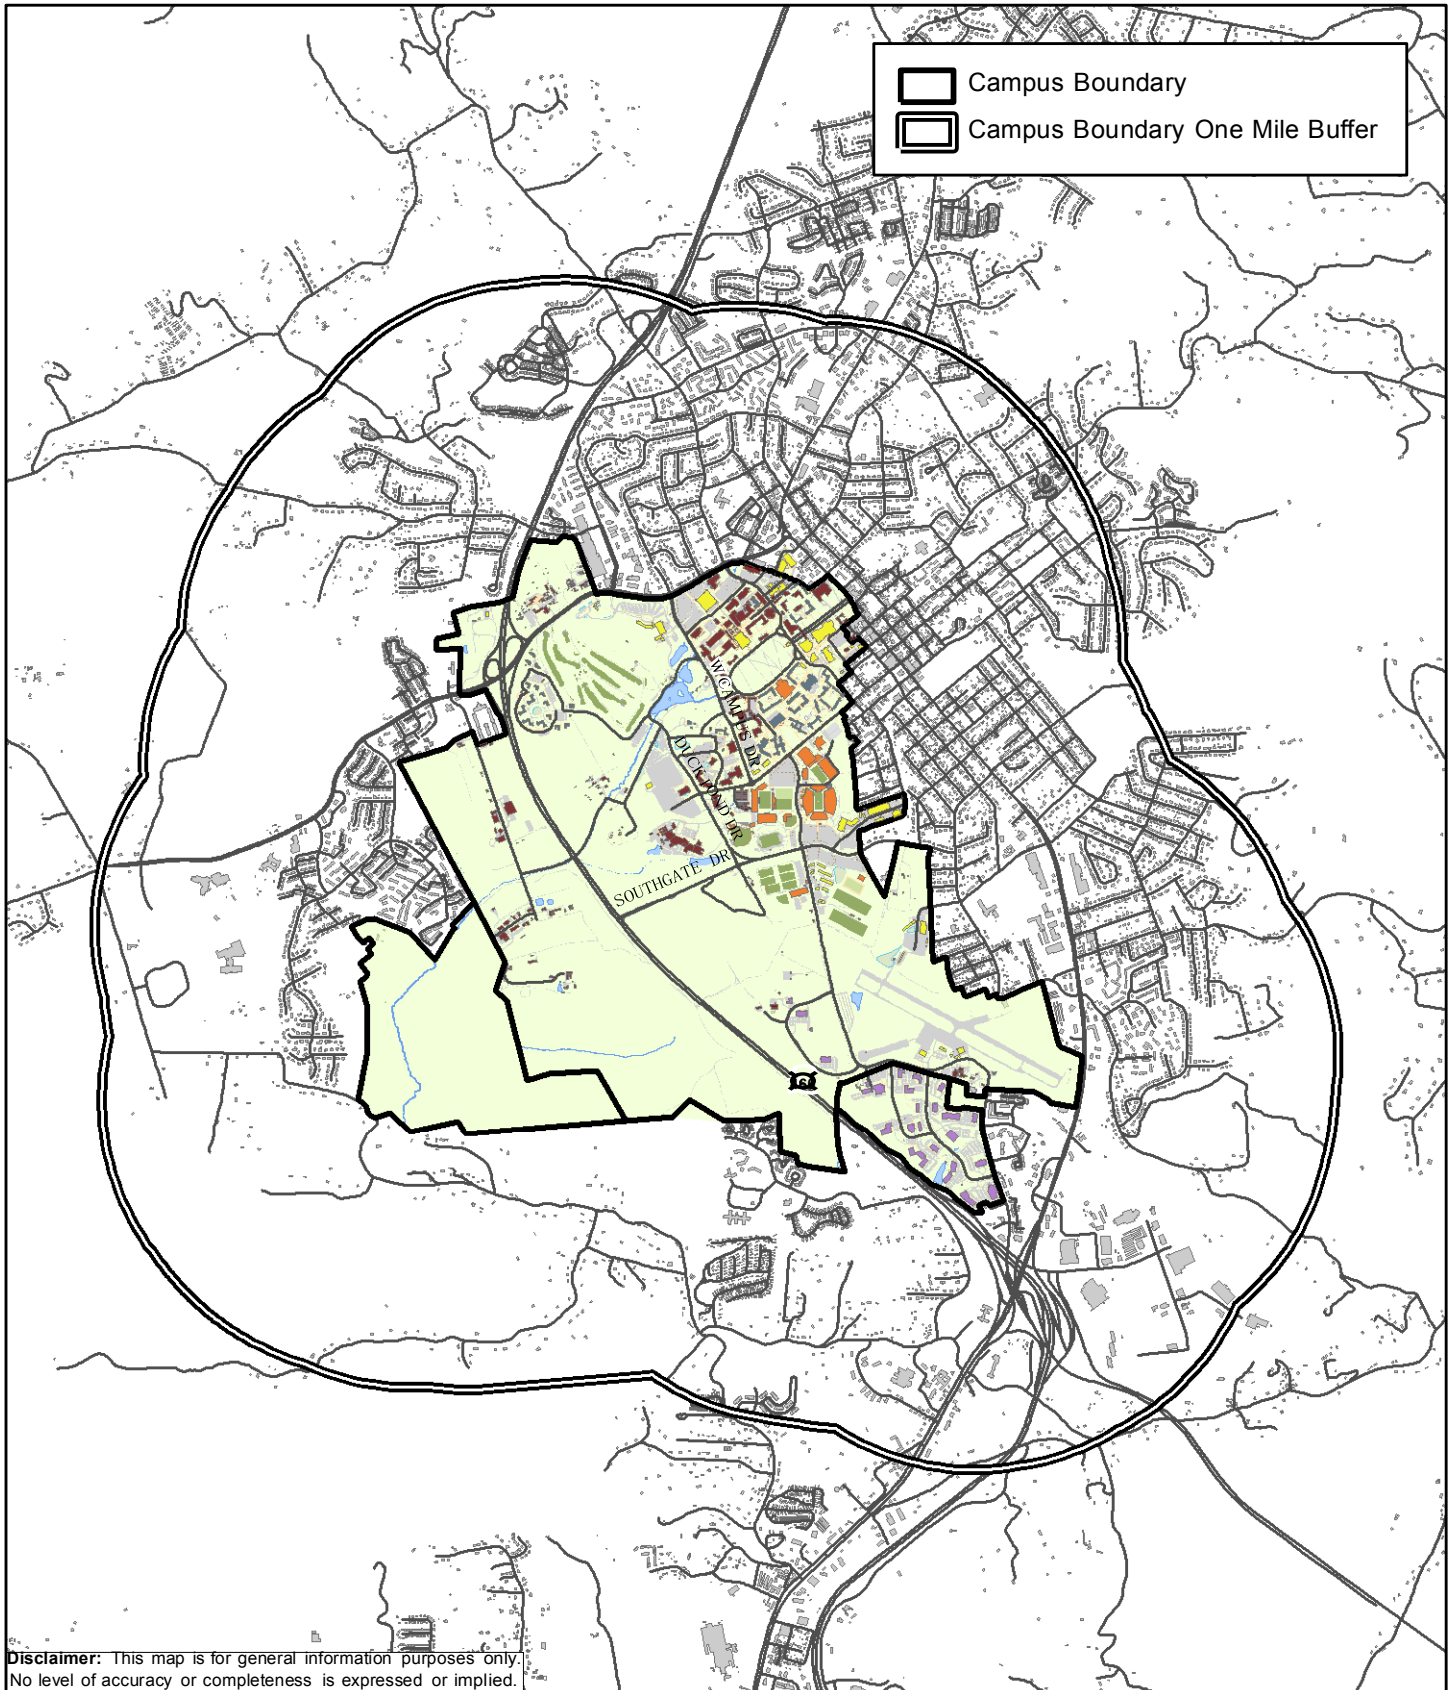 Campus Boundary
Campus Boundary One Mile Buffer
W CAMPUS DR
DUCK POND DR
SOUTHGATE DR
Disclaimer: This map is for general information purposes only.
No level of accuracy or completeness is expressed or implied.